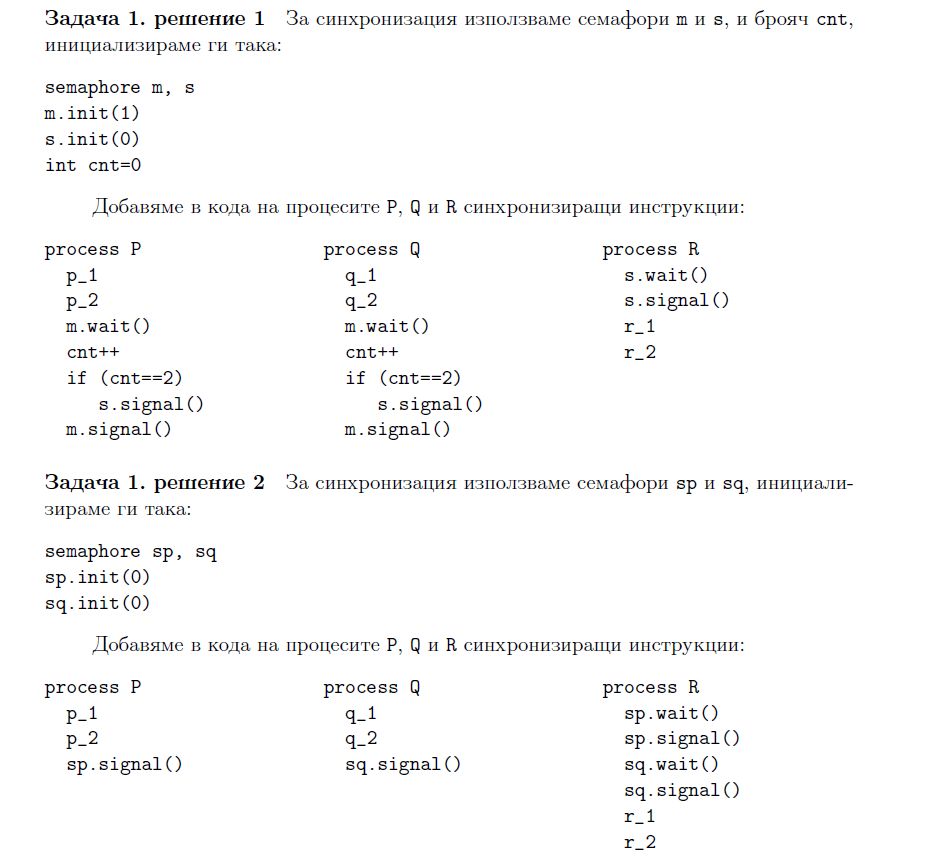 Задача 1. решение 1 За синхронизация използваме семафори m и s, и брояч cnt,
инициализираме ги така:
semaphore m, s
m.init(1)
s.init(0)
int cnt=0
Добавяме в кода на процесите P, Q и R синхронизиращи инструкции:
process P process Q process R
p_1 q_1 s.wait()
p_2 q_2 s.signal()
m.wait() m.wait() r_1
cnt++ cnt++ r_2
if (cnt==2) if (cnt==2)
s.signal() s.signal()
m.signal() m.signal()
Задача 1. решение 2 За синхронизация използваме семафори sp и sq, инициали-
зираме ги така:
semaphore sp, sq
sp.init(0)
sq.init(0)
Добавяме в кода на процесите P, Q и R синхронизиращи инструкции:
process P process Q process R
p_1 q_1 sp.wait()
p_2 q_2 sp.signal()
sp.signal() sq.signal() sq.wait()
sq.signal()
r_1
r_2